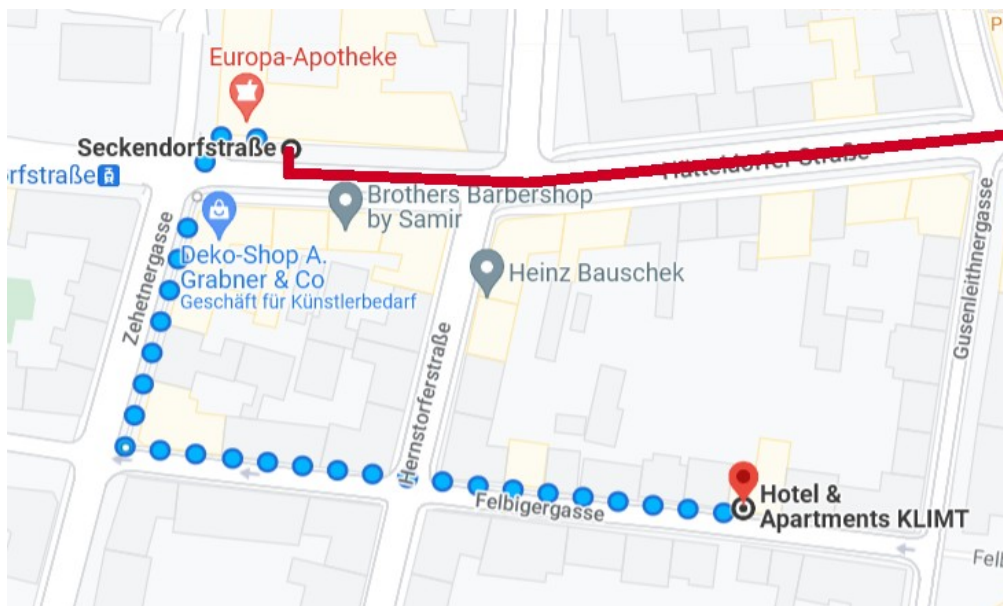 P
Europa-Apotheke
Seckendorfstraße
rfstraße
Hütteldorfer Straße
Brothers Barbershop
by Samir
Zehetnergasse
Deko-Shop A.
Grabner & Co
Geschäft für Künstlerbedarf
Heinz Bauschek
Gusenleithnergasse
Hernstorferstraße
Hotel &
Apartments KLIMT
Felbigergasse
Felb